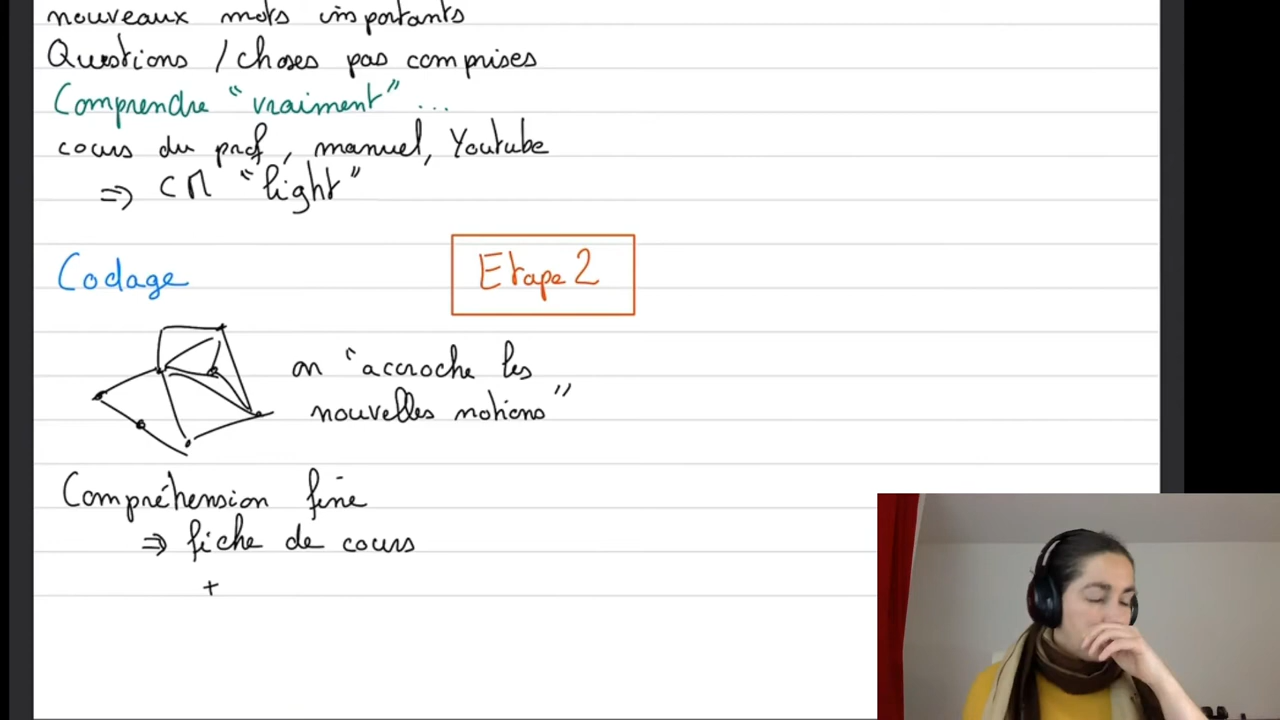 nouveaux mots importants
Questions / choses pas comprises
Comprendre "vraiment" ...
cours du prof, manuel, Youtube
⇒ CM "light"
Codage
Etape 2
on "accroche les
nouvelles notions"
Compréhension fine
⇒ fiche de cours
+